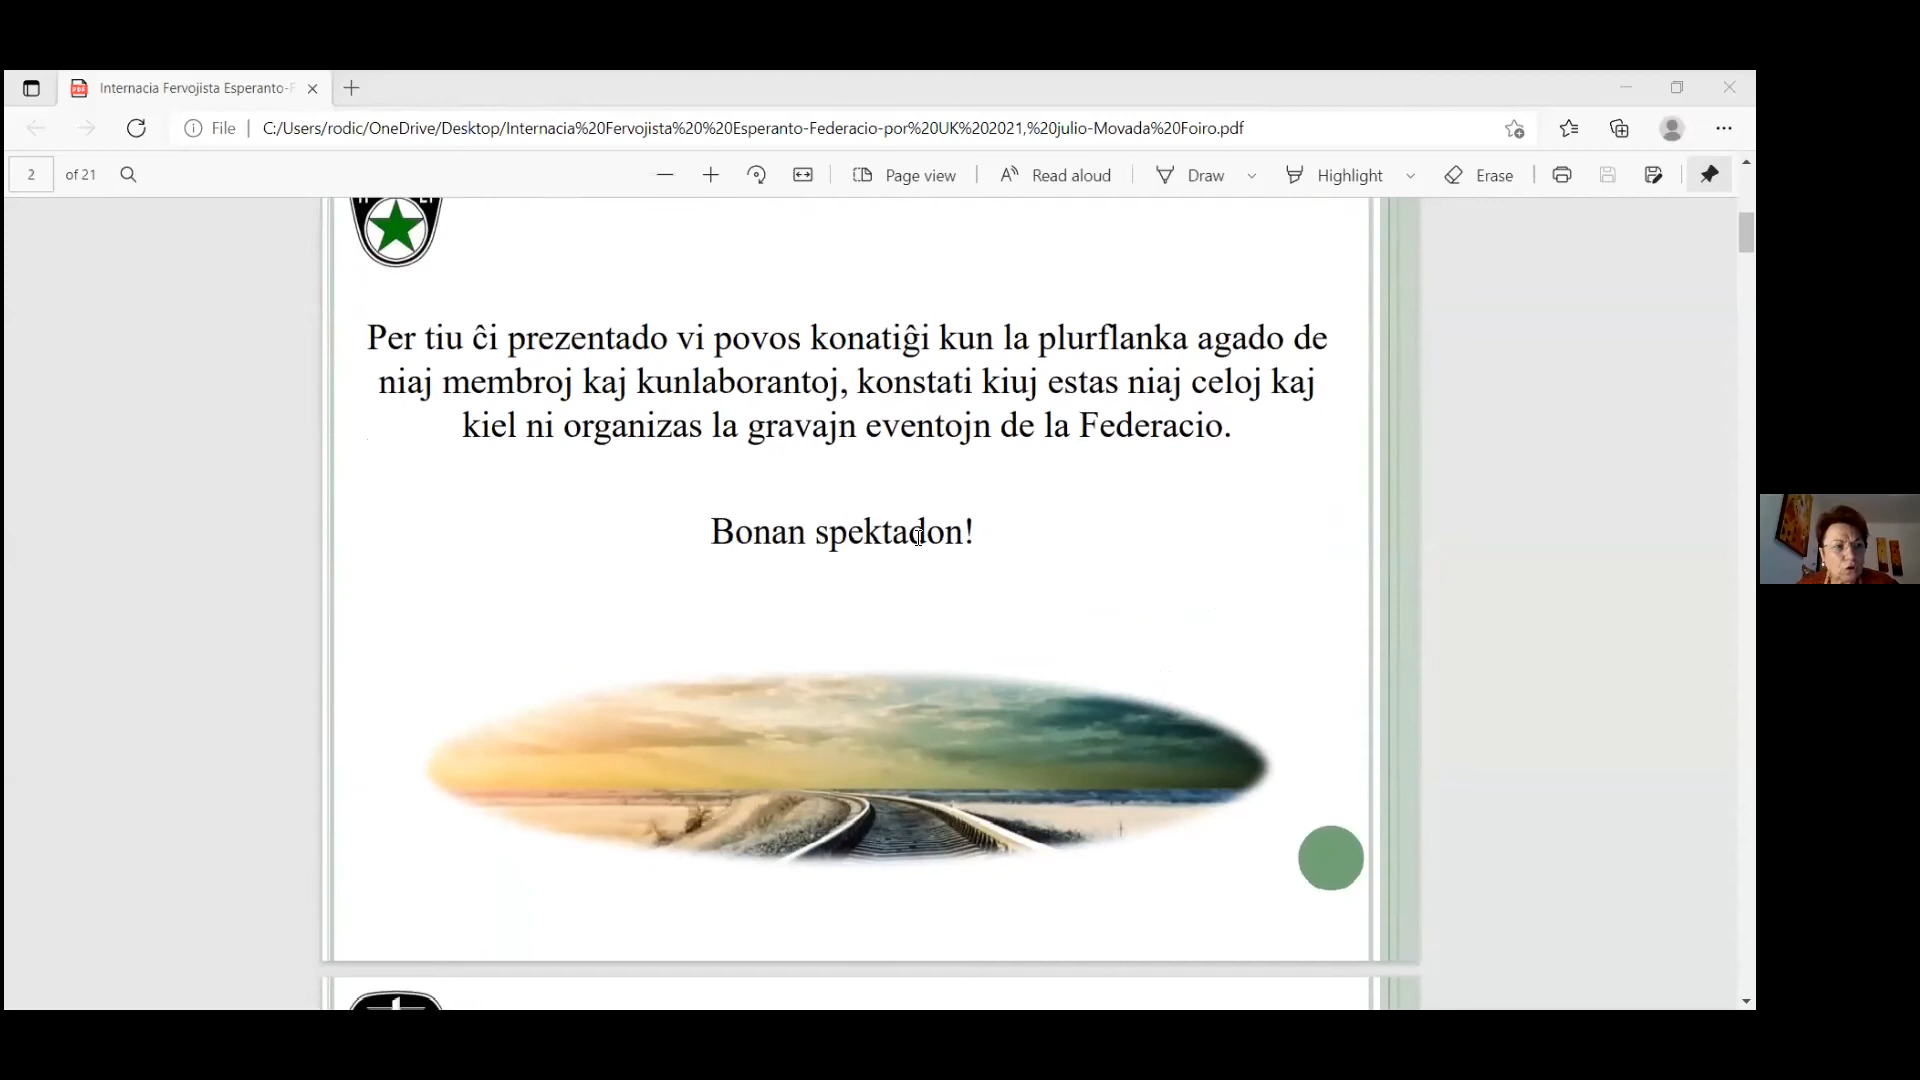 Internacia Fervojista Esperanto-F
File
C:/Users/rodic/OneDrive/Desktop/Internacia%20Fervojista%20%20Esperanto-Federacio-por%20UK%202021,%20julio-Movada%20Foiro.pdf
2 of 21
Page view
Read aloud
Draw
Highlight
Erase
Per tiu ĉi prezentado vi povos konatiĝi kun la plurflanka agado de
niaj membroj kaj kunlaborantoj, konstati kiuj estas niaj celoj kaj
kiel ni organizas la gravajn eventojn de la Federacio.
Bonan spektadon!